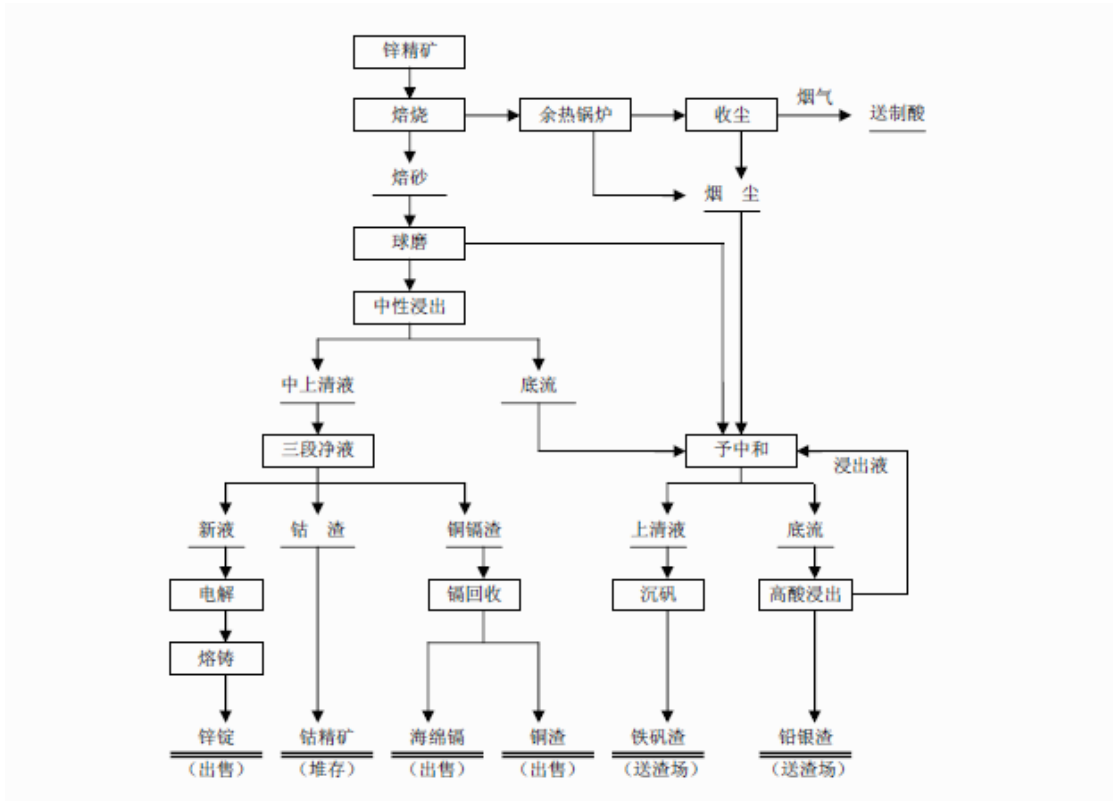 锌精矿
烟气
焙烧
余热锅炉
收尘
送制酸
焙砂
烟 尘
球磨
中性浸出
中上清液
底流
三段净液
予中和
浸出液
新液
钴 渣
铜镉渣
上清液
底流
电解
镉回收
沉矾
高酸浸出
熔铸
锌锭
钴精矿
海绵镉
铜渣
铁矾渣
铅银渣
（出售）
（堆存）
（出售）
（出售）
（送渣场）
（送渣场）